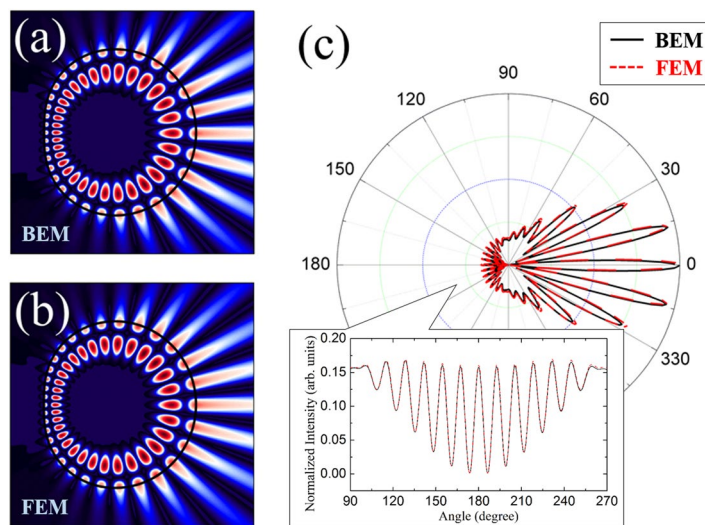 (a)
BEM
(b)
FEM
(c)
BEM
FEM
90
120
60
150
30
180
0
330
Normalized Intensity (arb. units)
0.20
0.15
0.10
0.05
0.00
90 120 150 180 210 240 270
Angle (degree)